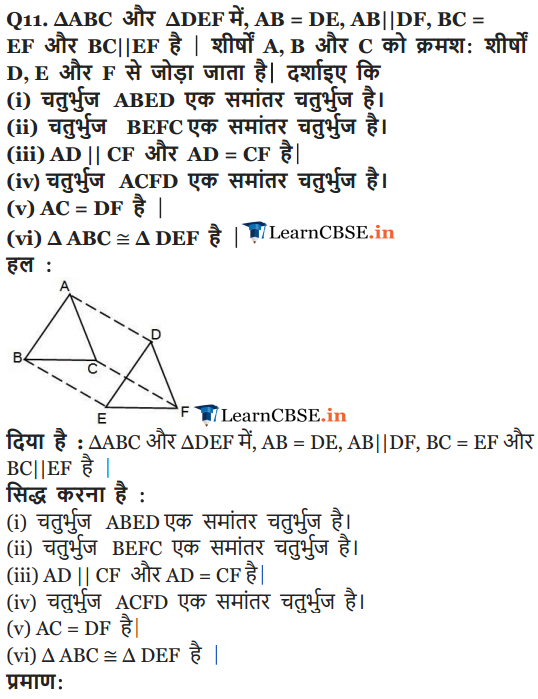 Q11. ΔABC और ΔDEF में, AB = DE, AB||DF, BC =
EF और BC||EF है | शीर्षों A, B और C को क्रमश: शीर्षों
D, E और F से जोड़ा जाता है| दर्शाइए कि
(i) चतुर्भुज ABED एक समांतर चतुर्भुज है।
(ii) चतुर्भुज BEFC एक समांतर चतुर्भुज है।
(iii) AD || CF और AD = CF है|
(iv) चतुर्भुज ACFD एक समांतर चतुर्भुज है।
(v) AC = DF है |
(vi) Δ ABC ≅ Δ DEF है | LearnCBSE.in
हल :
A
D
B
C
E
F
LearnCBSE.in
दिया है : ΔABC और ΔDEF में, AB = DE, AB||DF, BC = EF और
BC||EF है |
सिद्ध करना है :
(i) चतुर्भुज ABED एक समांतर चतुर्भुज है।
(ii) चतुर्भुज BEFC एक समांतर चतुर्भुज है।
(iii) AD || CF और AD = CF है|
(iv) चतुर्भुज ACFD एक समांतर चतुर्भुज है।
(v) AC = DF है|
(vi) Δ ABC ≅ Δ DEF है |
प्रमाण: